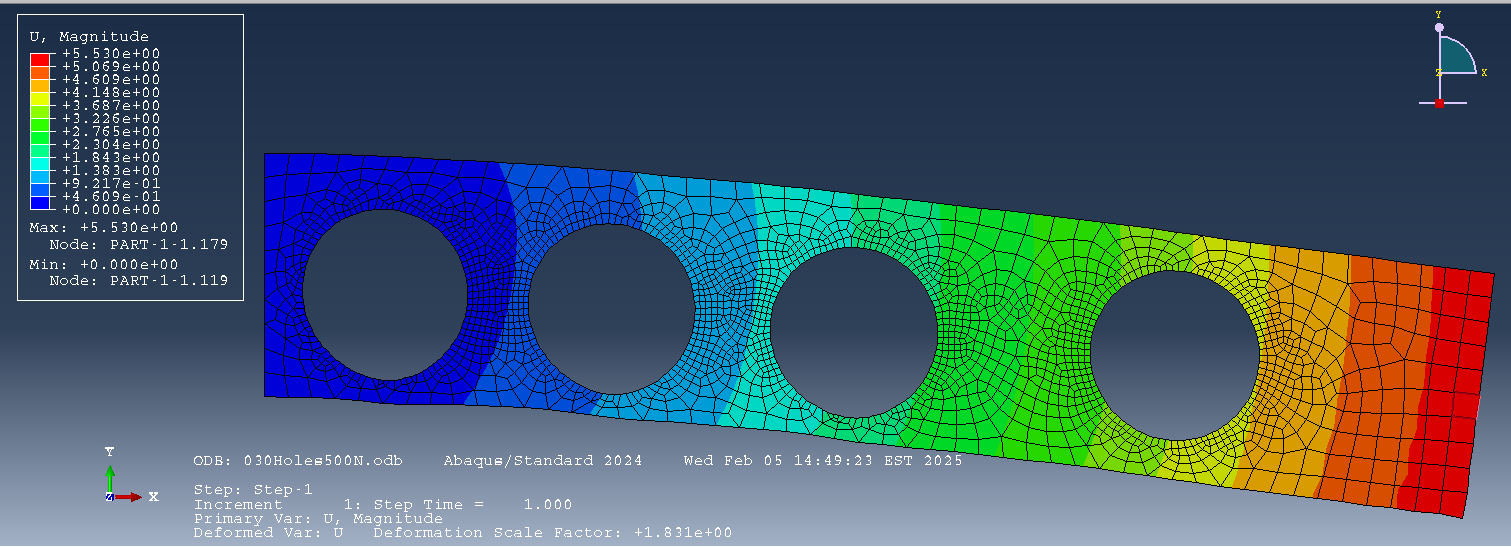 U, Magnitude
+5.530e+00
+5.069e+00
+4.609e+00
+4.148e+00
+3.687e+00
+3.226e+00
+2.765e+00
+2.304e+00
+1.843e+00
+1.383e+00
+9.217e-01
+4.609e-01
+0.000e+00
Max: +5.530e+00
Node: PART-1-1.179
Min: +0.000e+00
Node: PART-1-1.119
Y
Z X
Y
Z X
ODB: 030Holes500N.odb Abaqus/Standard 2024 Wed Feb 05 14:49:23 EST 2025
Step: Step-1
Increment 1: Step Time = 1.000
Primary Var: U, Magnitude
Deformed Var: U Deformation Scale Factor: +1.831e+00